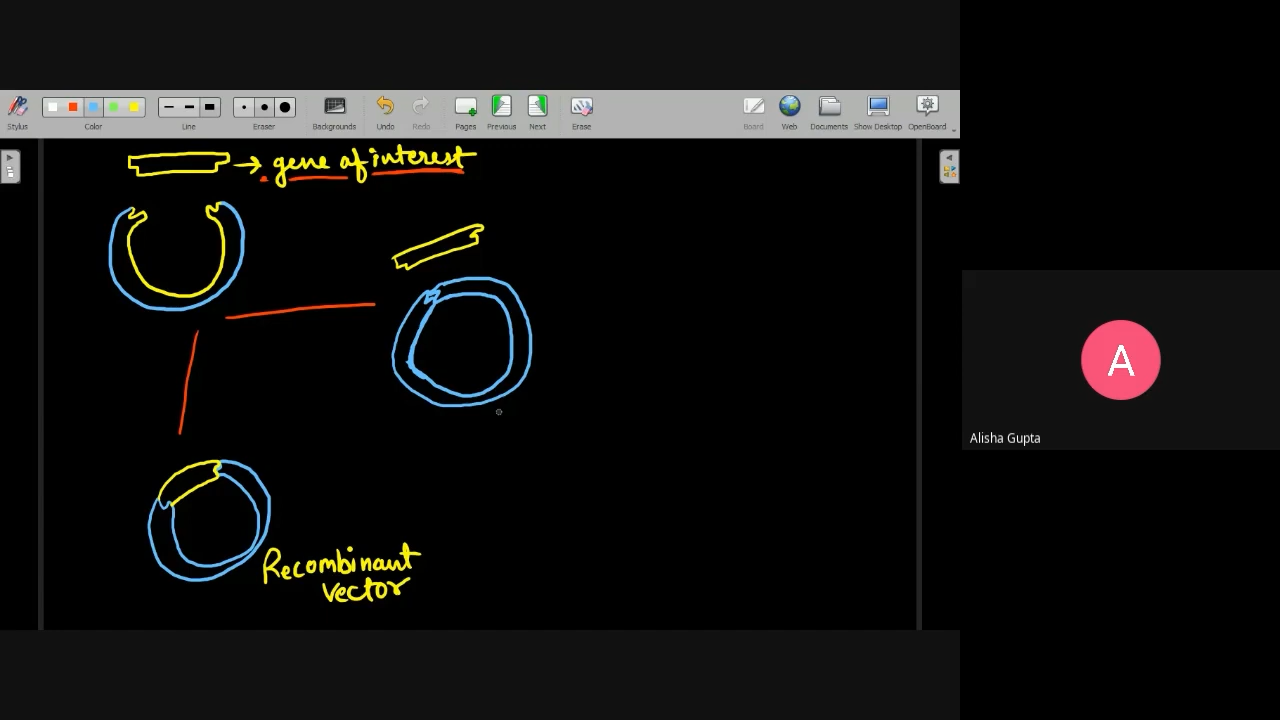 Stylus
Color
Line
Eraser
Backgrounds
Undo
Redo
Pages
Previous
Next
Erase
Board
Web
Documents
Show Desktop
OpenBoard
→ gene of interest
Recombinant
vector
A
Alisha Gupta